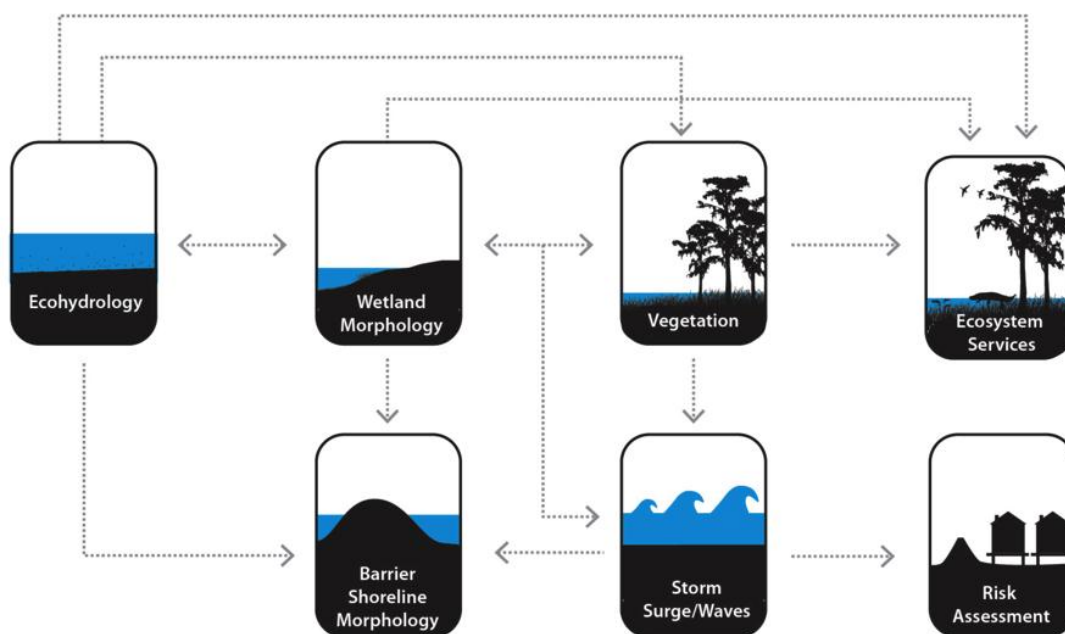 Ecohydrology
Wetland
Morphology
Vegetation
Ecosystem
Services
Barrier
Shoreline
Morphology
Storm
Surge/Waves
Risk
Assessment